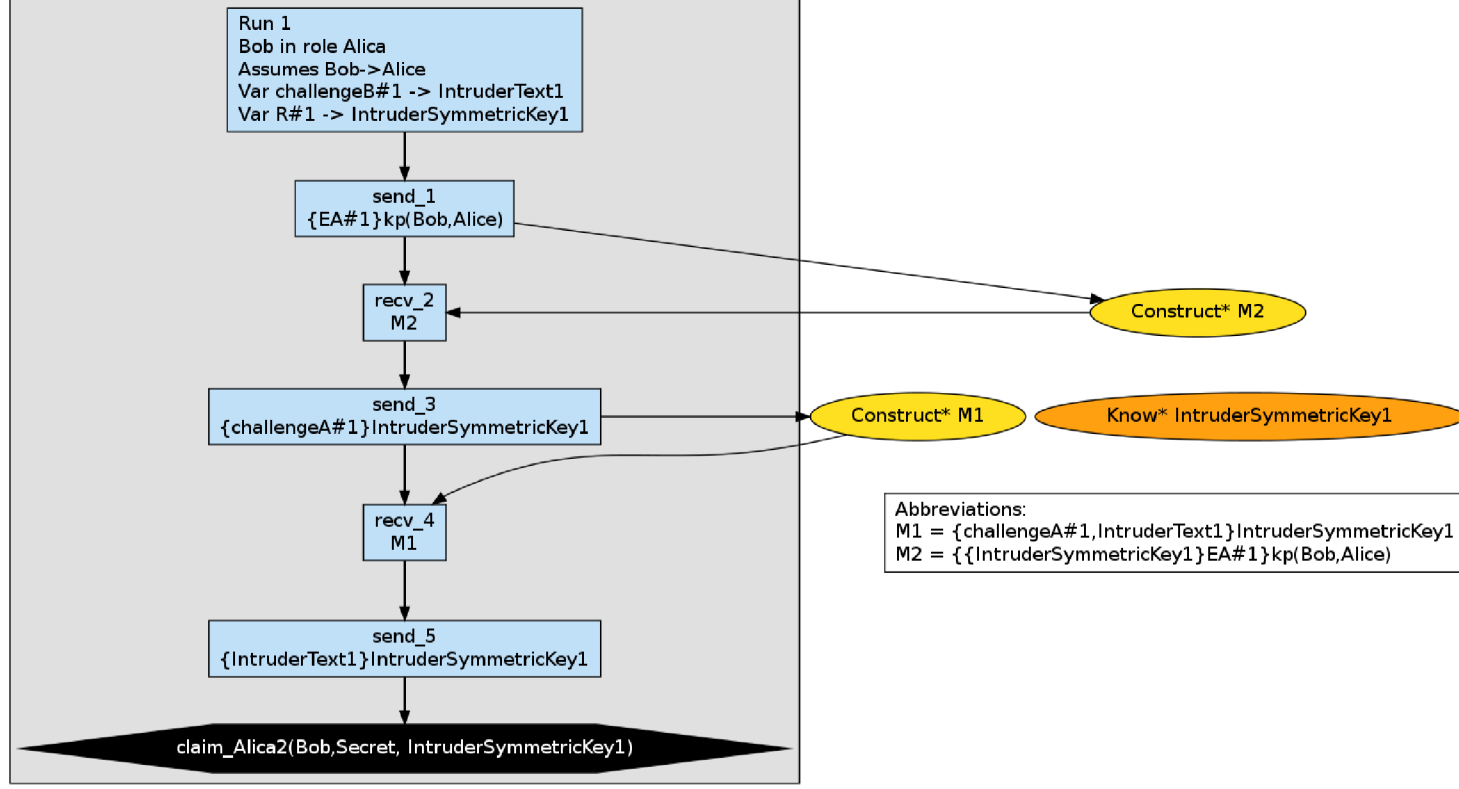 Run 1
Bob in role Alica
Assumes Bob->Alice
Var challengeB#1 -> IntruderText1
Var R#1 -> IntruderSymmetricKey1
send_1
{EA#1}kp(Bob,Alice)
recv_2
M2
Construct* M2
send_3
{challengeA#1}IntruderSymmetricKey1
Construct* M1
Know* IntruderSymmetricKey1
recv_4
M1
Abbreviations:
M1 = {challengeA#1,IntruderText1}IntruderSymmetricKey1
M2 = {{IntruderSymmetricKey1}EA#1}kp(Bob,Alice)
send_5
{IntruderText1}IntruderSymmetricKey1
claim_Alica2(Bob,Secret, IntruderSymmetricKey1)